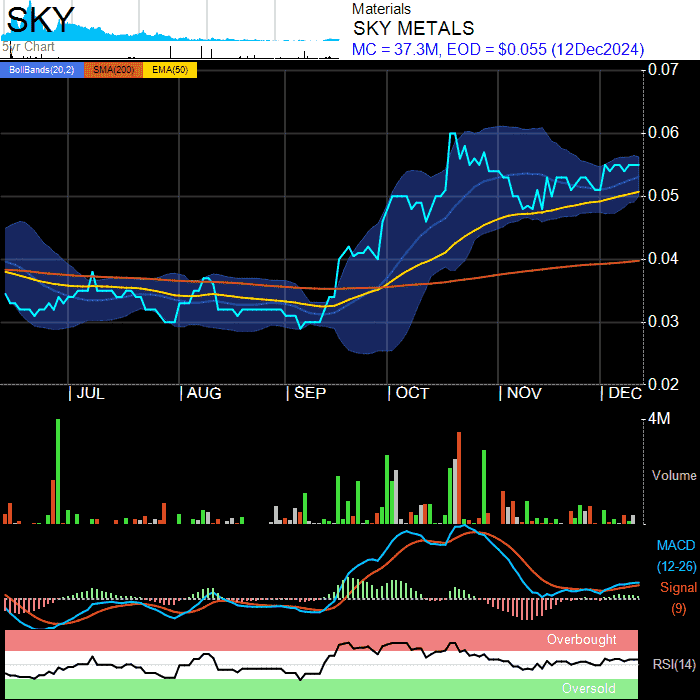 SKY
5yr Chart
Materials
SKY METALS
MC = 37.3M, EOD = $0.055 (12Dec2024)
BollBands(20,2) SMA(200) EMA(50)
0.07
0.06
0.05
0.04
0.03
0.02
| JUL | AUG | SEP | OCT | NOV | DEC
4M
Volume
MACD
(12-26)
Signal
(9)
Overbought
RSI(14)
Oversold